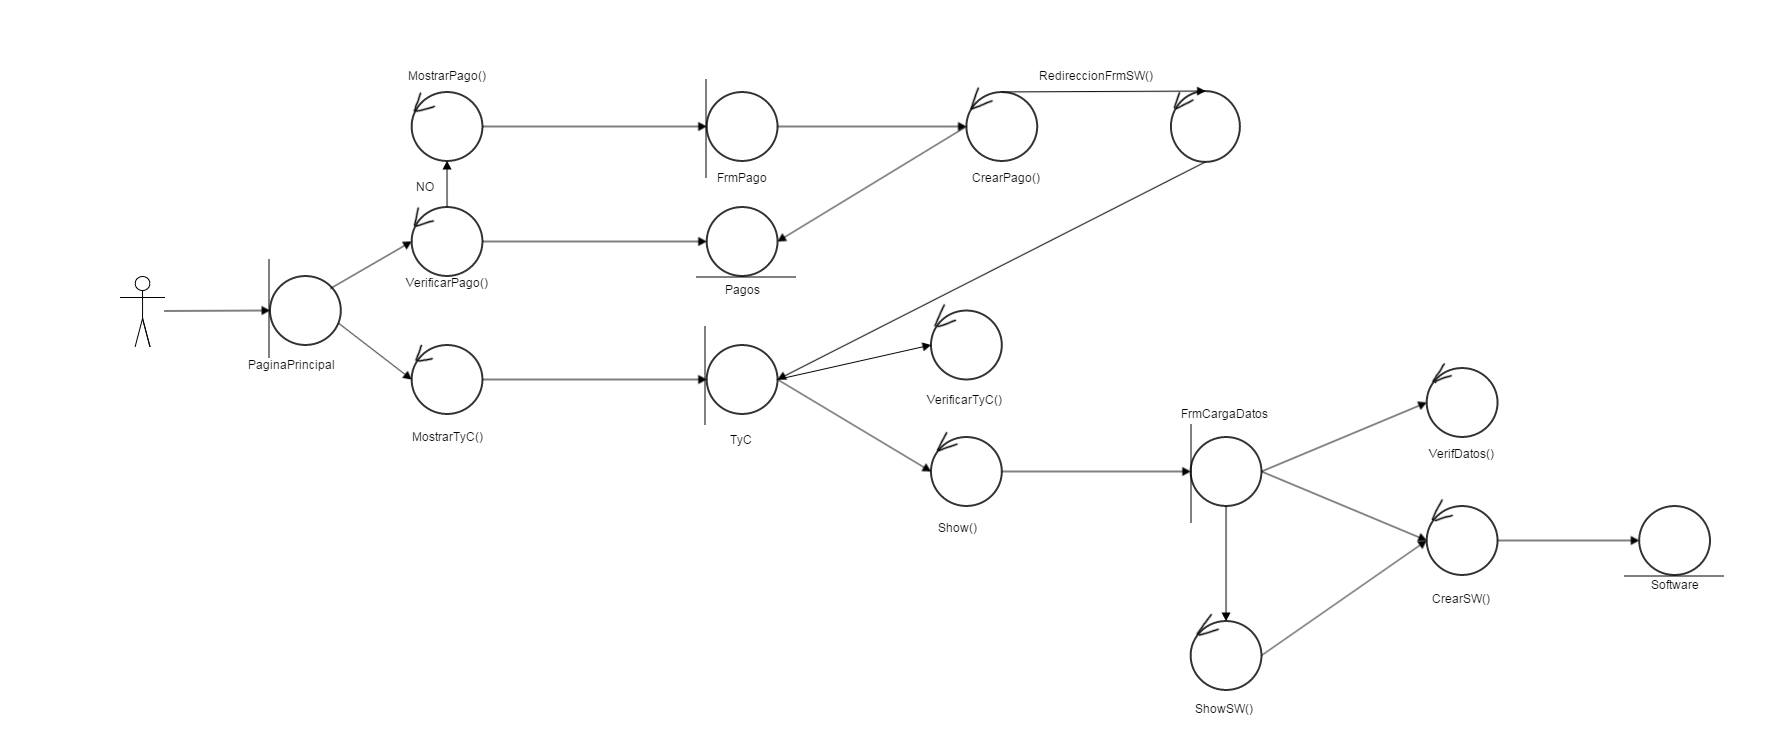 MostrarPago()
RedireccionFrmSW()
FrmPago
CrearPago()
NO
VerificarPago()
Pagos
PaginaPrincipal
MostrarTyC()
TyC
VerificarTyC()
FrmCargaDatos
VerifDatos()
Show()
CrearSW()
Software
ShowSW()